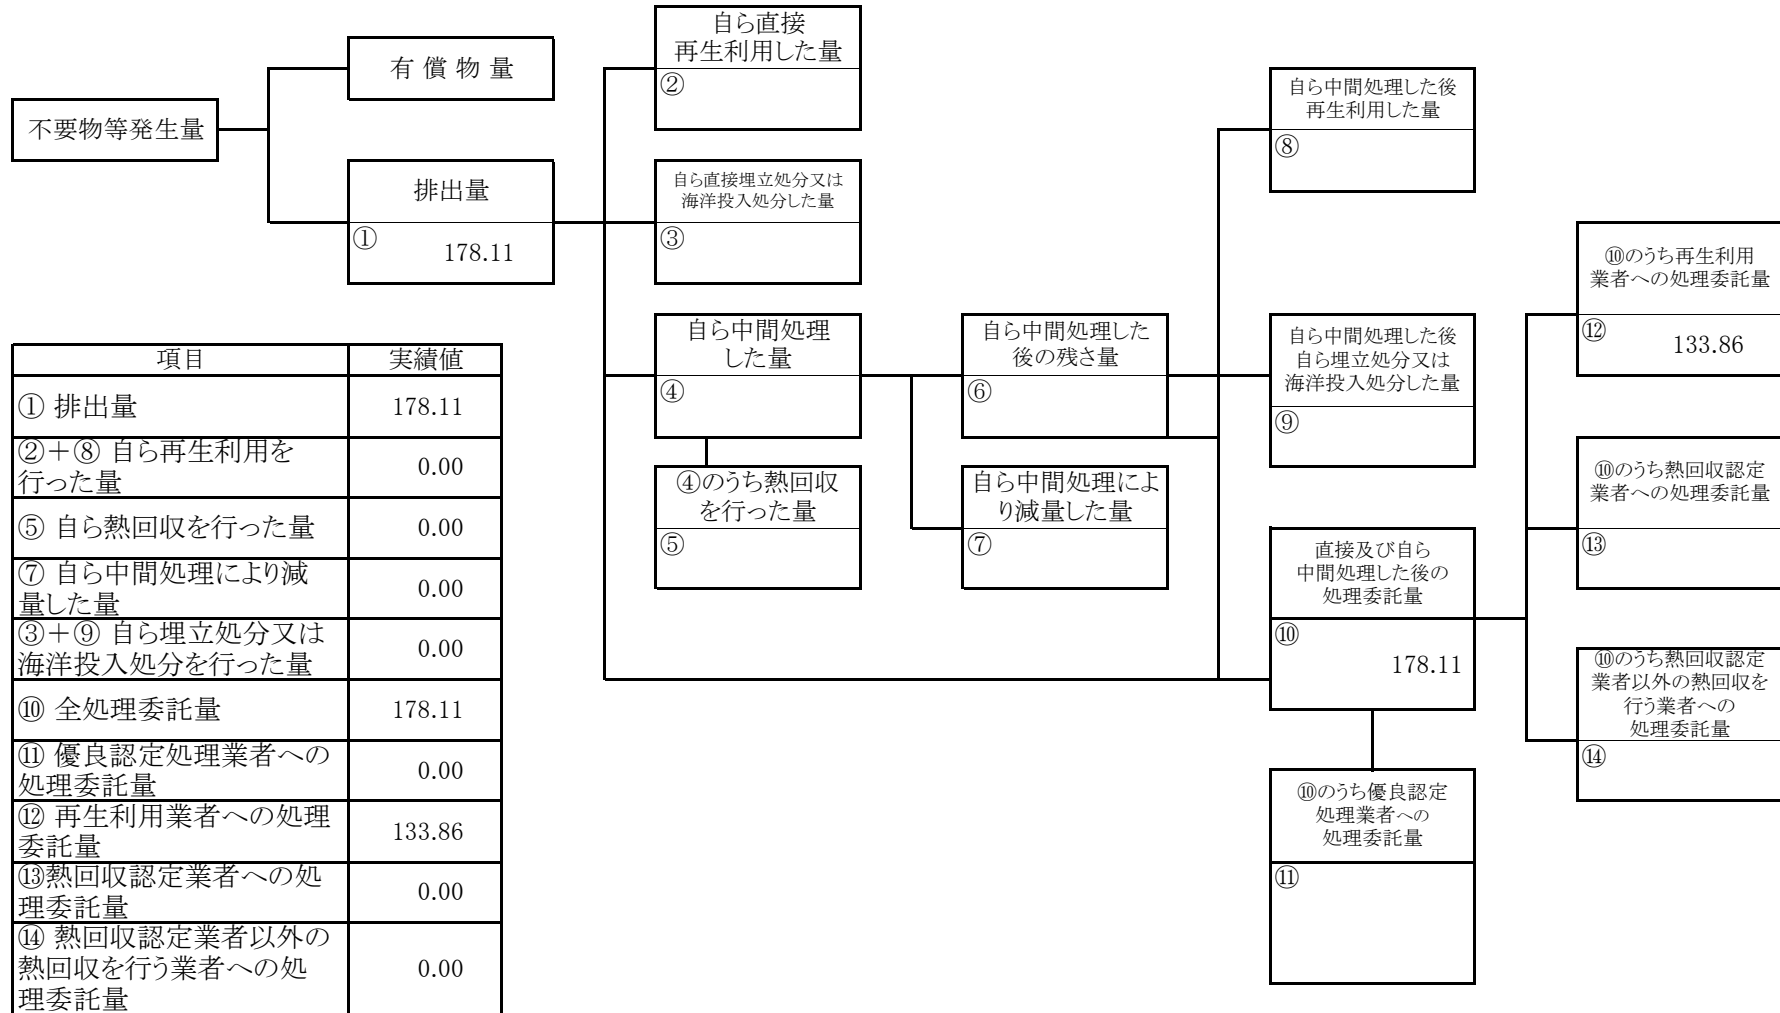 不要物等発生量
有 償 物 量
排出量
①
178.11
自ら直接
再生利用した量
②
自ら直接埋立処分又は
海洋投入処分した量
③
自ら中間処理
した量
④
④のうち熱回収
を行った量
⑤
自ら中間処理した
後の残さ量
⑥
自ら中間処理によ
り減量した量
⑦
自ら中間処理した後
再生利用した量
⑧
自ら中間処理した後
自ら埋立処分又は
海洋投入処分した量
⑨
直接及び自ら
中間処理した後の
処理委託量
⑩
178.11
⑩のうち優良認定
処理業者への
処理委託量
⑪
⑩のうち再生利用
業者への処理委託量
⑫ 133.86
⑩のうち熱回収認定
業者への処理委託量
⑬
⑩のうち熱回収認定
業者以外の熱回収を
行う業者への
処理委託量
⑭
項目 実績値
① 排出量 178.11
②＋⑧ 自ら再生利用を
行った量 0.00
⑤ 自ら熱回収を行った量 0.00
⑦ 自ら中間処理により減
量した量 0.00
③＋⑨ 自ら埋立処分又は
海洋投入処分を行った量 0.00
⑩ 全処理委託量 178.11
⑪ 優良認定処理業者への
処理委託量 0.00
⑫ 再生利用業者への処理
委託量 133.86
⑬熱回収認定業者への処
理委託量 0.00
⑭ 熱回収認定業者以外の
熱回収を行う業者への処
理委託量 0.00